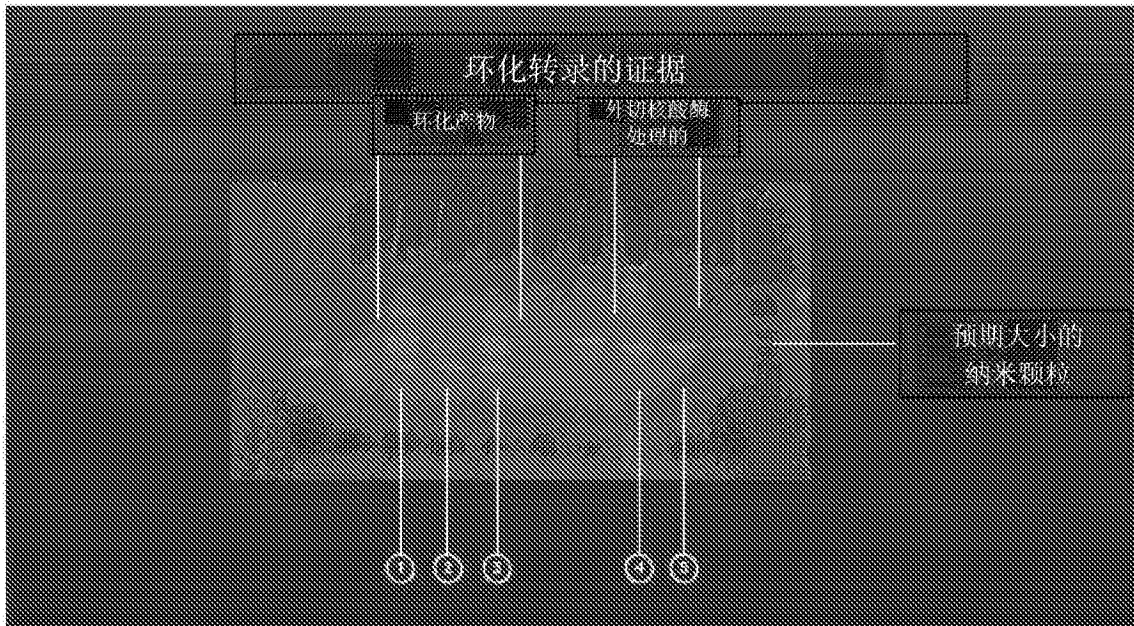 环化转录的证据
环化产物
外切核酸酶
处理的
预期大小的
纳米颗粒
① ② ③ ④ ⑤